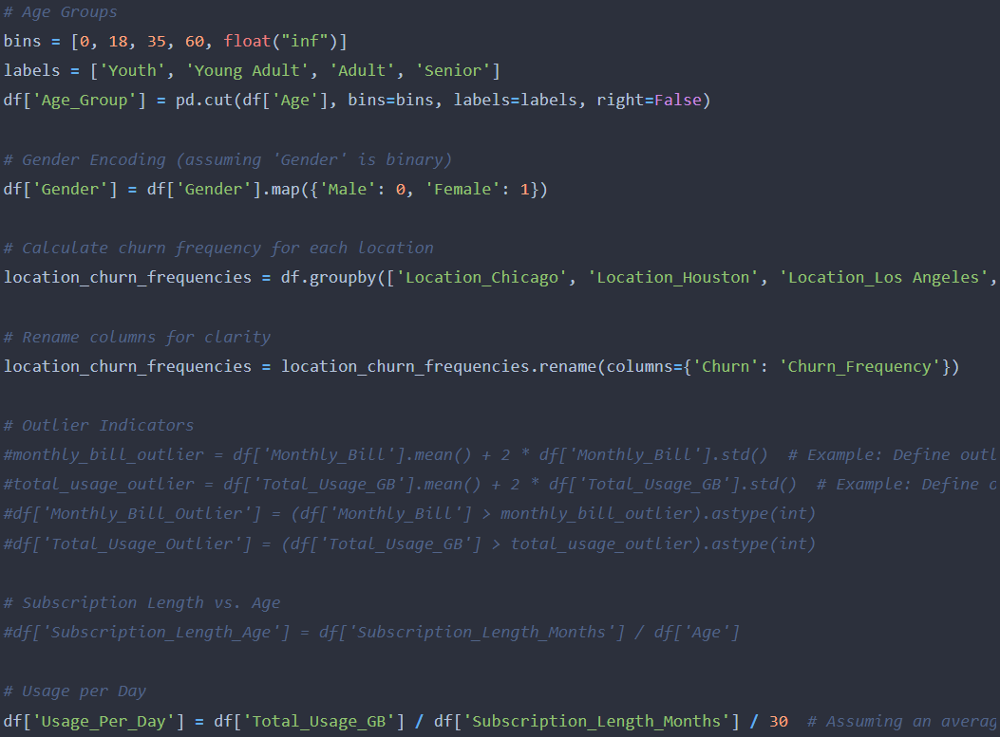 # Age Groups
bins = [0, 18, 35, 60, float("inf")]
labels = ['Youth', 'Young Adult', 'Adult', 'Senior']
df['Age_Group'] = pd.cut(df['Age'], bins=bins, labels=labels, right=False)
# Gender Encoding (assuming 'Gender' is binary)
df['Gender'] = df['Gender'].map({'Male': 0, 'Female': 1})
# Calculate churn frequency for each location
location_churn_frequencies = df.groupby(['Location_Chicago', 'Location_Houston', 'Location_Los Angeles',
# Rename columns for clarity
location_churn_frequencies = location_churn_frequencies.rename(columns={'Churn': 'Churn_Frequency'})
# Outlier Indicators
#monthly_bill_outlier = df['Monthly_Bill'].mean() + 2 * df['Monthly_Bill'].std()  # Example: Define outl
#total_usage_outlier = df['Total_Usage_GB'].mean() + 2 * df['Total_Usage_GB'].std()  # Example: Define
#df['Monthly_Bill_Outlier'] = (df['Monthly_Bill'] > monthly_bill_outlier).astype(int)
#df['Total_Usage_Outlier'] = (df['Total_Usage_GB'] > total_usage_outlier).astype(int)
# Subscription Length vs. Age
#df['Subscription_Length_Age'] = df['Subscription_Length_Months'] / df['Age']
# Usage per Day
df['Usage_Per_Day'] = df['Total_Usage_GB'] / df['Subscription_Length_Months'] / 30  # Assuming an averag